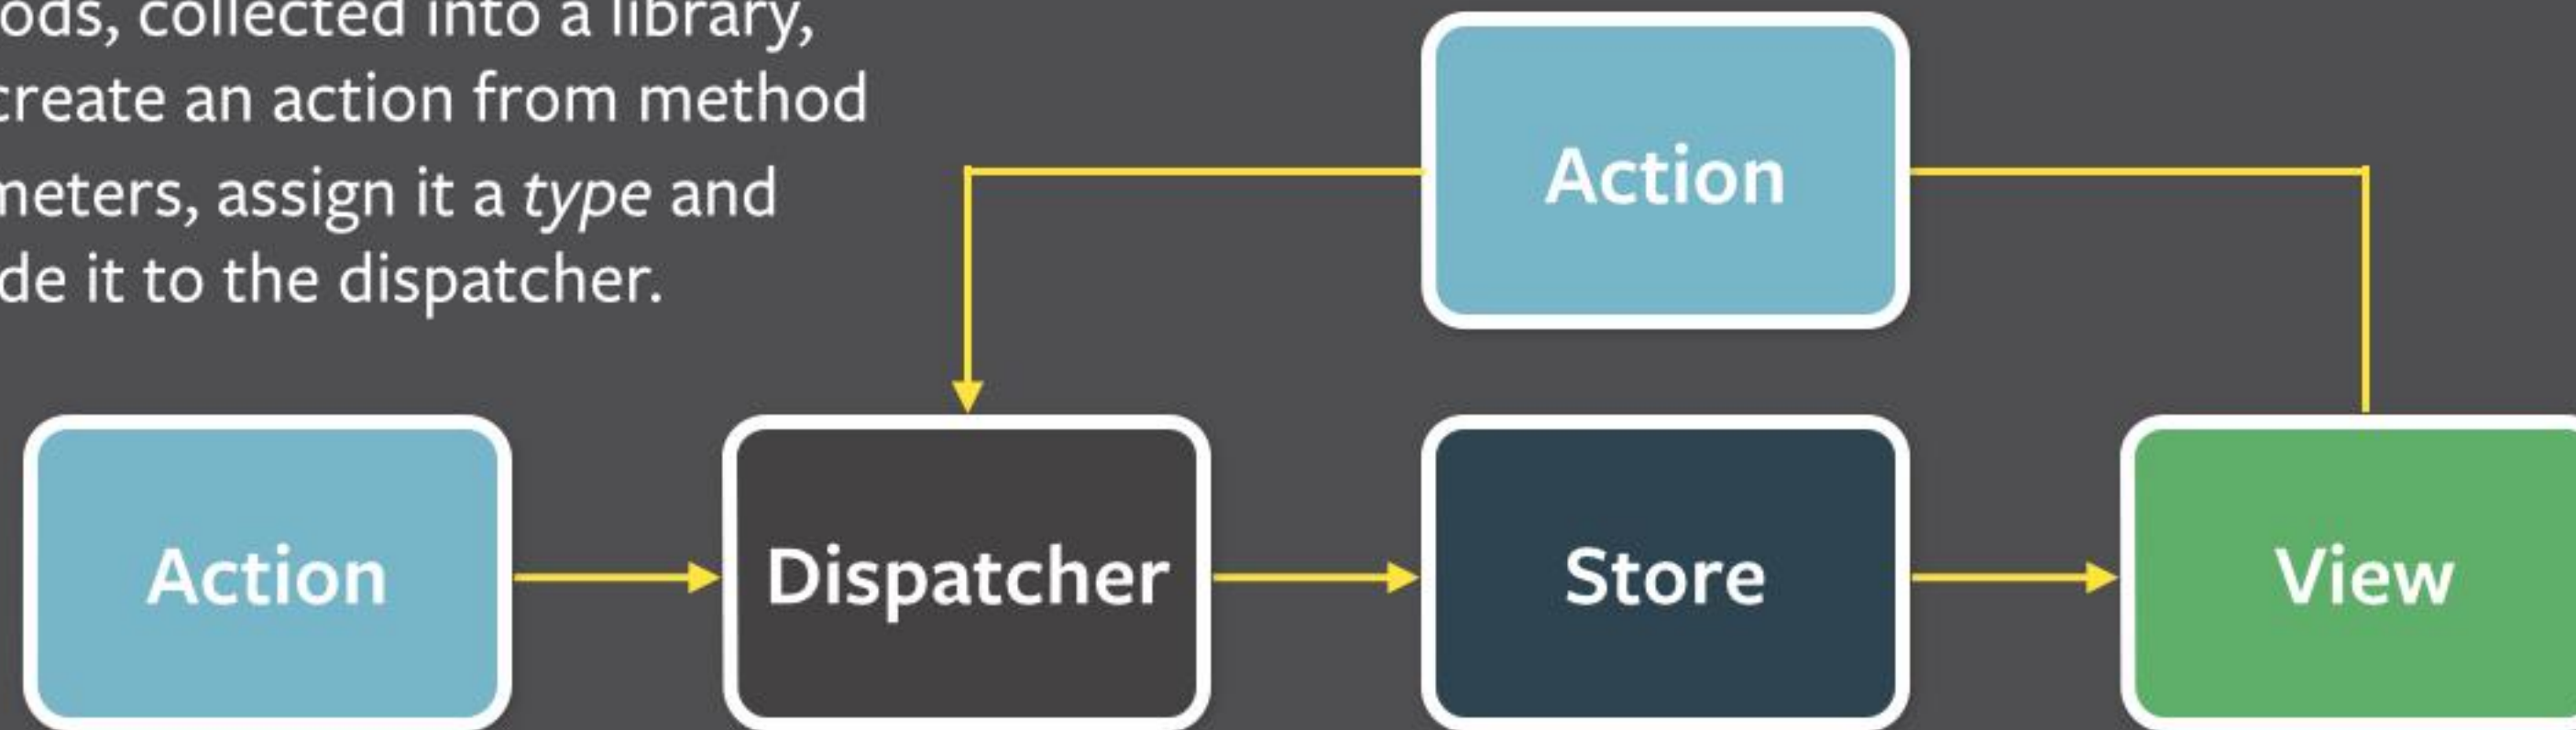 ods, collected into a library,
create an action from method
meters, assign it a type and
de it to the dispatcher.
Action
Action
Dispatcher
Store
View